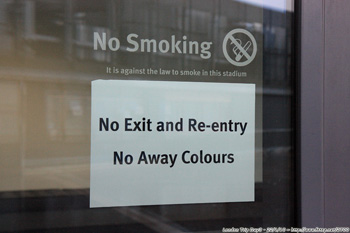 No Smoking
It is against the law to smoke in this stadium
No Exit and Re-entry
No Away Colours